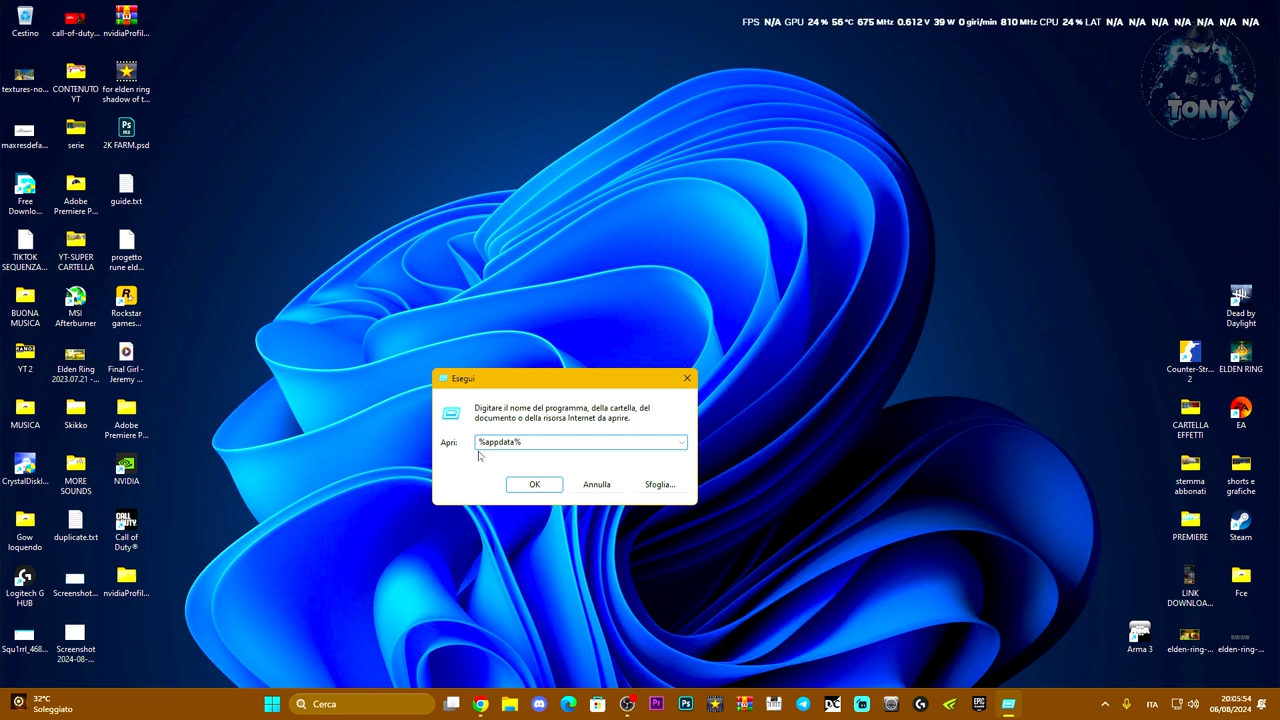 FPS N/A GPU 24 % 56 °C 675 MHz 0.612 V 39 W 0 giri/min 810 MHz CPU 24 % LAT N/A N/A N/A N/A N/A N/A N/A
TONY
Cestino
call-of-duty...
nvidiaProfil...
textures-no...
CONTENUTO
YT
for elden ring
shadow of t...
maxresdefa...
serie
2K FARM.psd
Free
Downlo...
Adobe
Premiere P...
guide.txt
TIKTOK
SEQUENZA...
YT-SUPER
CARTELLA
progetto
rune eld...
BUONA
MUSICA
MSI
Afterburner
Rockstar
games...
YT 2
Elden Ring
2023.07.21 -...
Final Girl -
Jeremy ...
MUSICA
Skikko
Adobe
Premiere P...
CrystalDiskI...
MORE
SOUNDS
NVIDIA
Gow
loquendo
duplicate.txt
Call of
Duty®
Logitech G
HUB
Screenshot...
nvidiaProfil...
Squ1rrl_468...
Screenshot
2024-08-...
Esegui
Digitare il nome del programma, della cartella, del
documento o della risorsa Internet da aprire.
Apri: %appdata%
OK
Annulla
Sfoglia...
Dead by
Daylight
Counter-Str...
2
ELDEN RING
CARTELLA
EFFETTI
EA
stemma
abbonati
shorts e
grafiche
PREMIERE
Steam
LINK
DOWNLOA...
Fce
Arma 3
elden-ring-...
elden-ring-...
32°C
Soleggiato
Cerca
ITA
20:05:54
06/08/2024